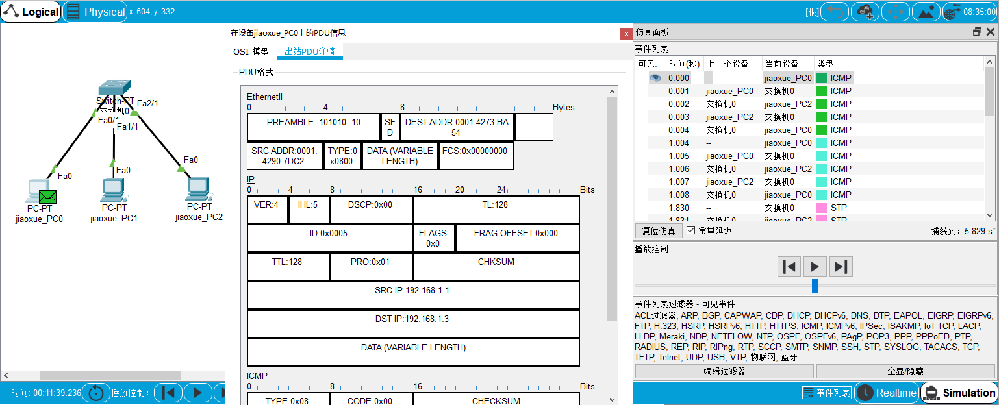 Logical
Physical
x: 604, y: 332
[根]
08:35:00
Switch-PT
交换机0
Fa0/1
Fa1/1
Fa2/1
Fa0
Fa0
Fa0
PC-PT
jiaoxue_PC0
PC-PT
jiaoxue_PC1
PC-PT
jiaoxue_PC2
时间: 00:11:39.236
播放控制：
在设备jiaoxue_PC0上的PDU信息
x
OSI 模型
出站PDU详情
PDU格式
EthernetII
0 4 8 Bytes
PREAMBLE: 101010..10
SF
D
DEST ADDR:0001.4273.BA
54
SRC ADDR:0001.
4290.7DC2
TYPE:0
x0800
DATA (VARIABLE
LENGTH)
FCS:0x00000000
IP
0 4 8 16 20 24 Bits
VER:4 IHL:5 DSCP:0x00 TL:128
ID:0x0005
FLAGS:
0x0
FRAG OFFSET:0x000
TTL:128 PRO:0x01 CHKSUM
SRC IP:192.168.1.1
DST IP:192.168.1.3
DATA (VARIABLE LENGTH)
ICMP
0 8 16 Bits
TYPE:0x08 CODE:0x00 CHECKSUM
仿真面板
事件列表
可见. 时间(秒) 上一个设备 当前设备 类型
0.000 -- jiaoxue_PC0 ICMP
0.001 jiaoxue_PC0 交换机0 ICMP
0.002 交换机0 jiaoxue_PC2 ICMP
0.003 jiaoxue_PC2 交换机0 ICMP
0.004 交换机0 jiaoxue_PC0 ICMP
1.004 -- jiaoxue_PC0 ICMP
1.005 jiaoxue_PC0 交换机0 ICMP
1.006 交换机0 jiaoxue_PC2 ICMP
1.007 jiaoxue_PC2 交换机0 ICMP
1.008 交换机0 jiaoxue_PC0 ICMP
1.830 -- 交换机0 STP
1.831 交换机0 jiaoxue_PC0 STP
复位仿真
常量延迟
捕获到： 5.829 s*
播放控制
事件列表过滤器 - 可见事件
ACL过滤器, ARP, BGP, CAPWAP, CDP, DHCP, DHCPv6, DNS, DTP, EAPOL, EIGRP, EIGRPv6,
FTP, H.323, HSRP, HSRPv6, HTTP, HTTPS, ICMP, ICMPv6, IPSec, ISAKMP, IoT TCP, LACP,
LLDP, Meraki, NDP, NETFLOW, NTP, OSPF, OSPFv6, PAgP, POP3, PPP, PPPoED, PTP,
RADIUS, REP, RIP, RIPng, RTP, SCCP, SMTP, SNMP, SSH, STP, SYSLOG, TACACS, TCP,
TFTP, Telnet, UDP, USB, VTP, 物联网, 蓝牙
编辑过滤器
全显/隐藏
事件列表
Realtime
Simulation